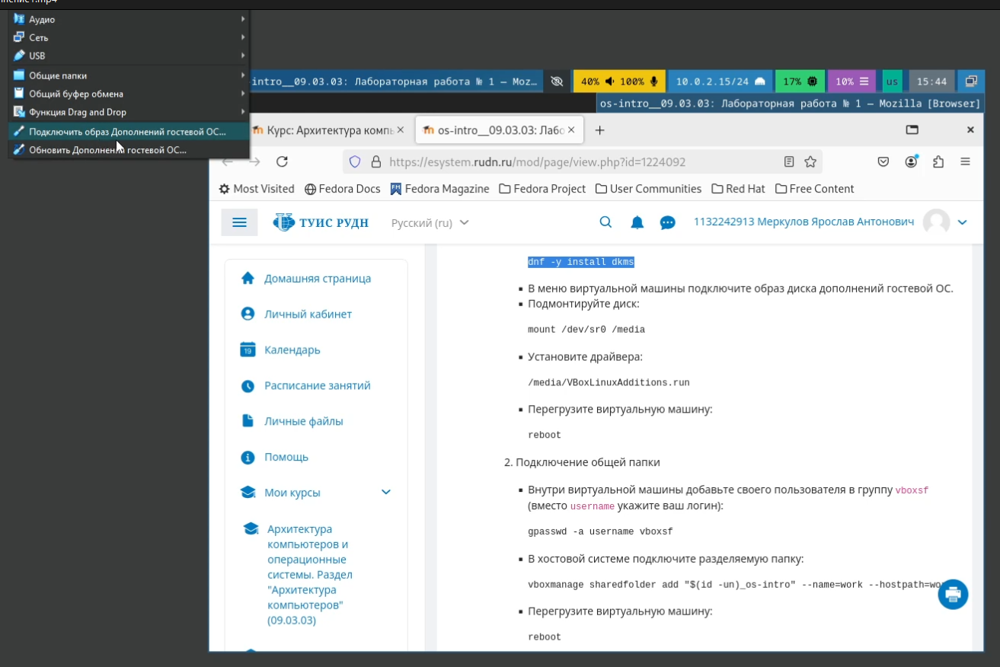 Аудио
Сеть
USB
Общие папки
Общий буфер обмена
Функция Drag and Drop
Подключить образ Дополнений гостевой ОС...
Обновить Дополнений гостевой ОС...
intro__09.03.03: Лабораторная работа № 1 — Moz…
40% 100%
10.0.2.15/24
17%
10%
us
15:44
os-intro__09.03.03: Лабораторная работа № 1 — Mozilla [Browser]
Курс: Архитектура комп
os-intro__09.03.03: Лабо
https://esystem.rudn.ru/mod/page/view.php?id=1224092
Most Visited
Fedora Docs
Fedora Magazine
Fedora Project
User Communities
Red Hat
Free Content
ТУИС РУДН
Русский (ru)
1132242913 Меркулов Ярослав Антонович
Домашняя страница
Личный кабинет
19
Календарь
Расписание занятий
Личные файлы
Помощь
Мои курсы
Архитектура
компьютеров и
операционные
системы. Раздел
"Архитектура
компьютеров"
(09.03.03)
dnf -y install dkms
В меню виртуальной машины подключите образ диска дополнений гостевой ОС.
Подмонтируйте диск:
mount /dev/sr0 /media
Установите драйвера:
/media/VBoxLinuxAdditions.run
Перегрузите виртуальную машину:
reboot
2. Подключение общей папки
Внутри виртуальной машины добавьте своего пользователя в группу vboxsf
(вместо username укажите ваш логин):
gpasswd -a username vboxsf
В хостовой системе подключите разделяемую папку:
vboxmanage sharedfolder add "$(id -un)_os-intro" --name=work --hostpath=wo
Перегрузите виртуальную машину:
reboot